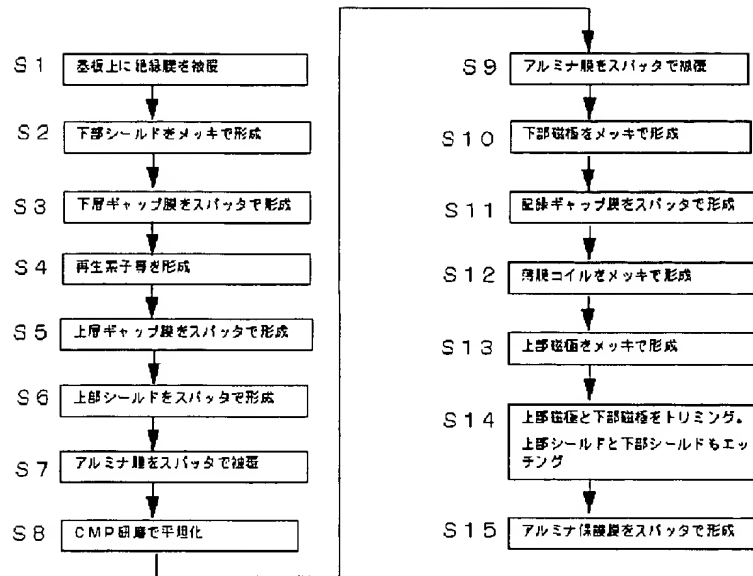 S1 基板上に絶縁膜を被覆
S2 下部シールドをメッキで形成
S3 下層ギャップ膜をスパッタで形成
S4 再生素子等を形成
S5 上層ギャップ膜をスパッタで形成
S6 上部シールドをスパッタで形成
S7 アルミナ膜をスパッタで被覆
S8 CMP研磨で平坦化
S9 アルミナ膜をスパッタで被覆
S10 下部磁極をメッキで形成
S11 記録ギャップ膜をスパッタで形成
S12 薄膜コイルをメッキで形成
S13 上部磁極をメッキで形成
S14 上部磁極と下部磁極をトリミング。
上部シールドと下部シールドもエッ
チング
S15 アルミナ保護膜をスパッタで形成